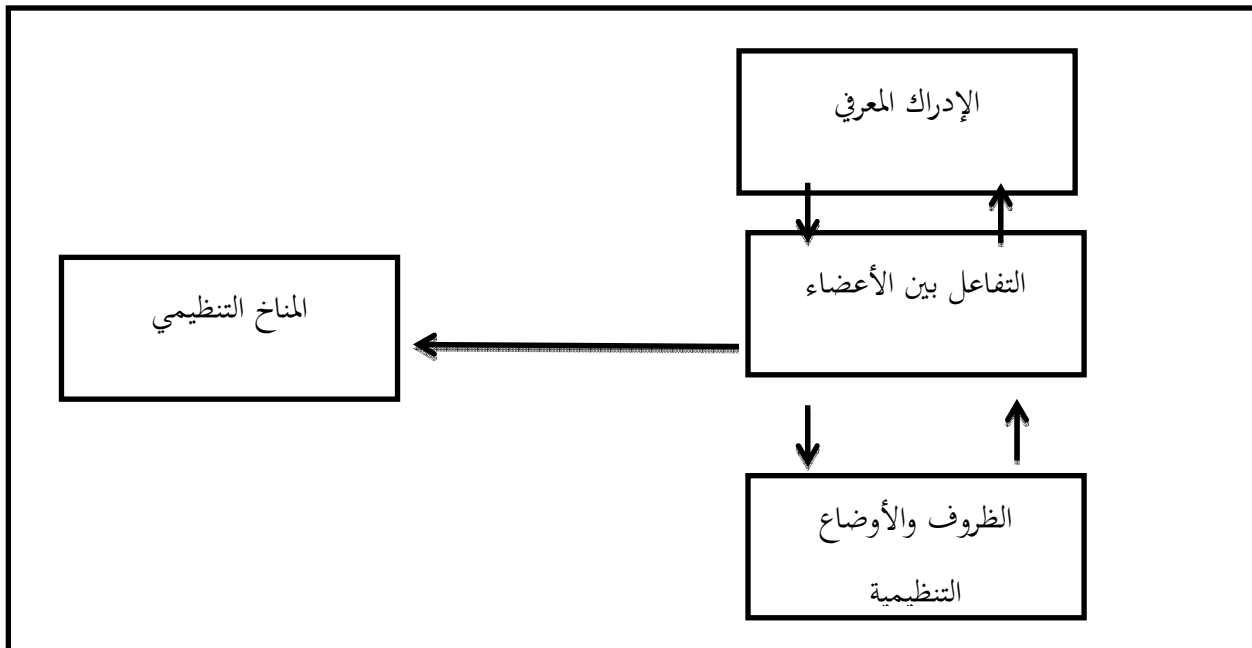 الإدراك المعرفي
التفاعل بين الأعضاء
المناخ التنظيمي
الظروف والأوضاع
التنظيمية